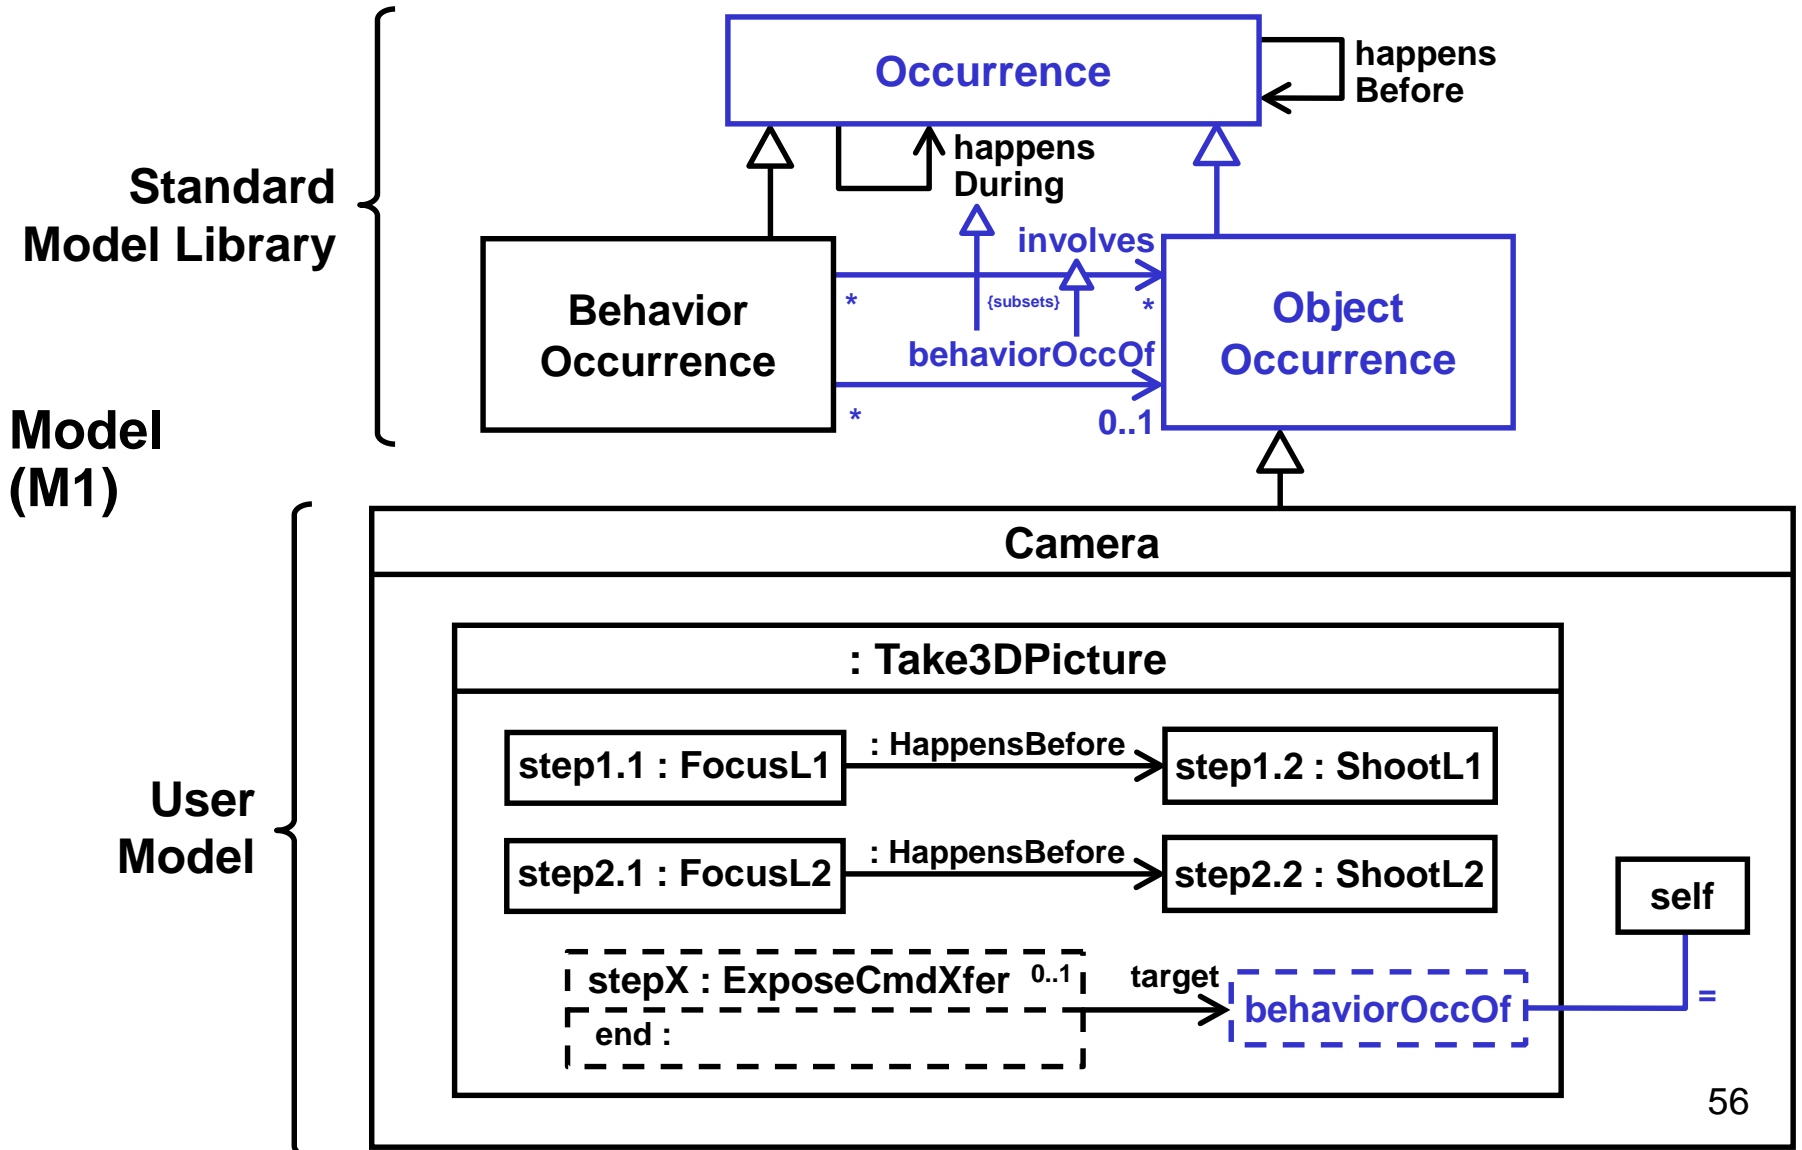 Occurrence
happens
Before
happens
During
Standard
Model Library
involves
*
{subsets}
*
Behavior
Occurrence
Object
Occurrence
behaviorOccOf
*
0..1
Model
(M1)
Camera
: Take3DPicture
step1.1 : FocusL1
: HappensBefore
step1.2 : ShootL1
User
Model
step2.1 : FocusL2
: HappensBefore
step2.2 : ShootL2
self
stepX : ExposeCmdXfer
0..1
target
behaviorOccOf
=
end :
56